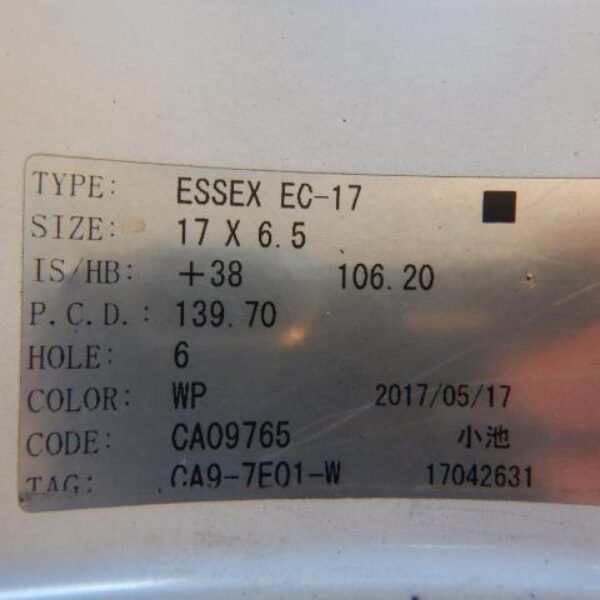 TYPE: ESSEX EC-17
SIZE: 17 X 6.5
IS/HB: +38 106.20
P.C.D.: 139.70
HOLE: 6
COLOR: WP 2017/05/17
CODE: CA09765 小池
TAG: CA9-7E01-W 17042631